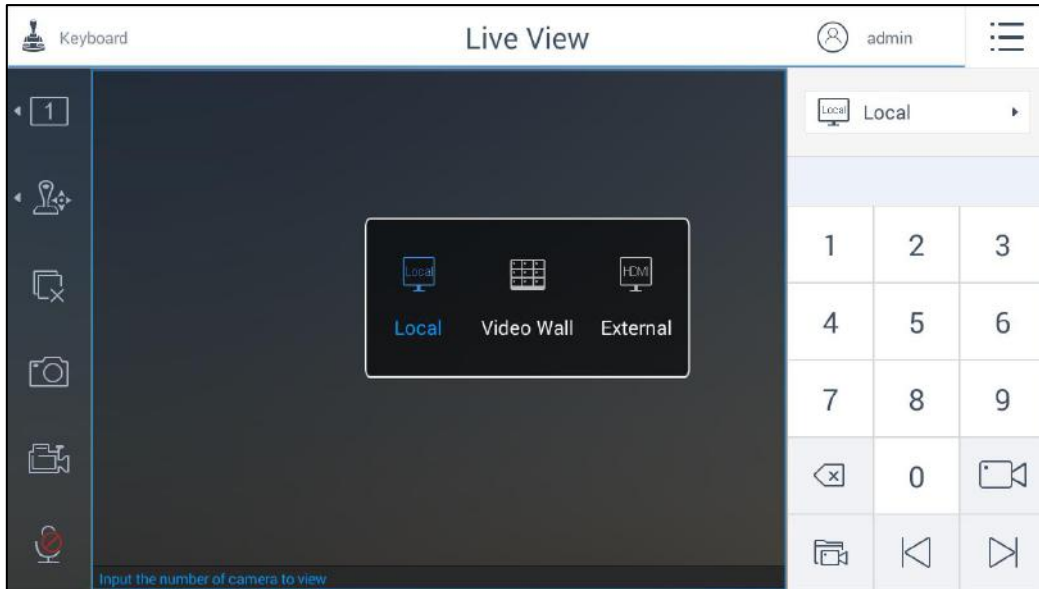 Keyboard
Live View
admin
1
Local
Local
Local
HDMI
Local
Video Wall
External
1
2
3
4
5
6
7
8
9
0
Input the number of camera to view